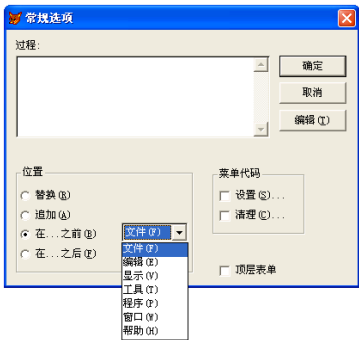 常规选项
过程:
确定
取消
编辑(T)
位置
替换(R)
追加(A)
在...之前(B)
文件(F)
在...之后(F)
文件(F)
编辑(E)
显示(V)
工具(T)
程序(P)
窗口(W)
帮助(H)
菜单代码
设置(S)...
清理(C)...
顶层表单